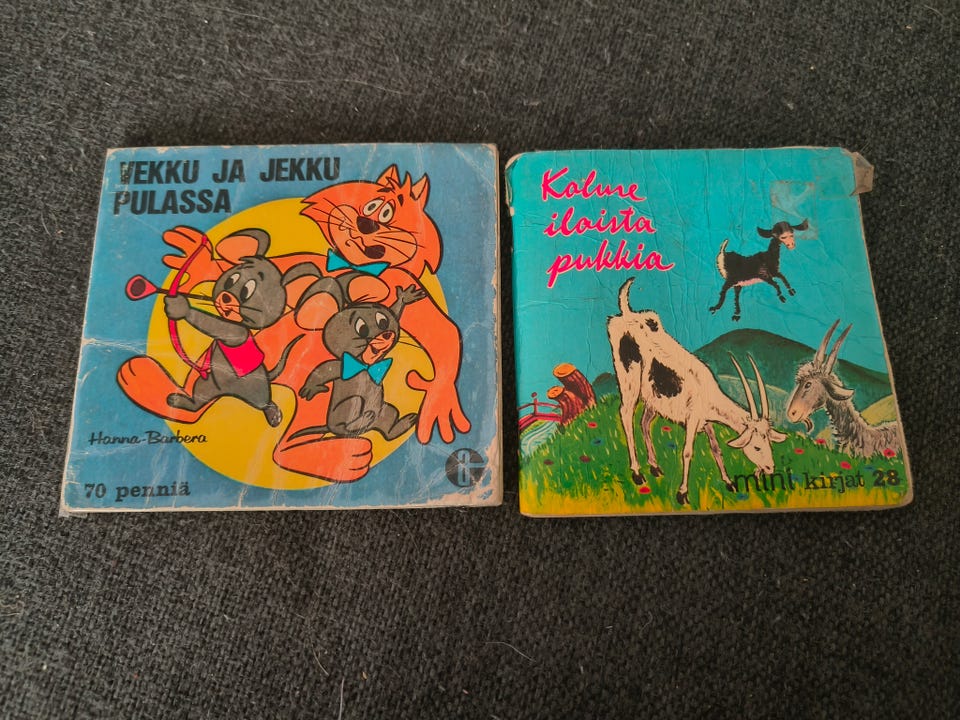 VEKKU JA JEKKU
PULASSA
Hanna-Barbera
70 penniä
Kolme
iloista
pukkia
mini kirjat 28